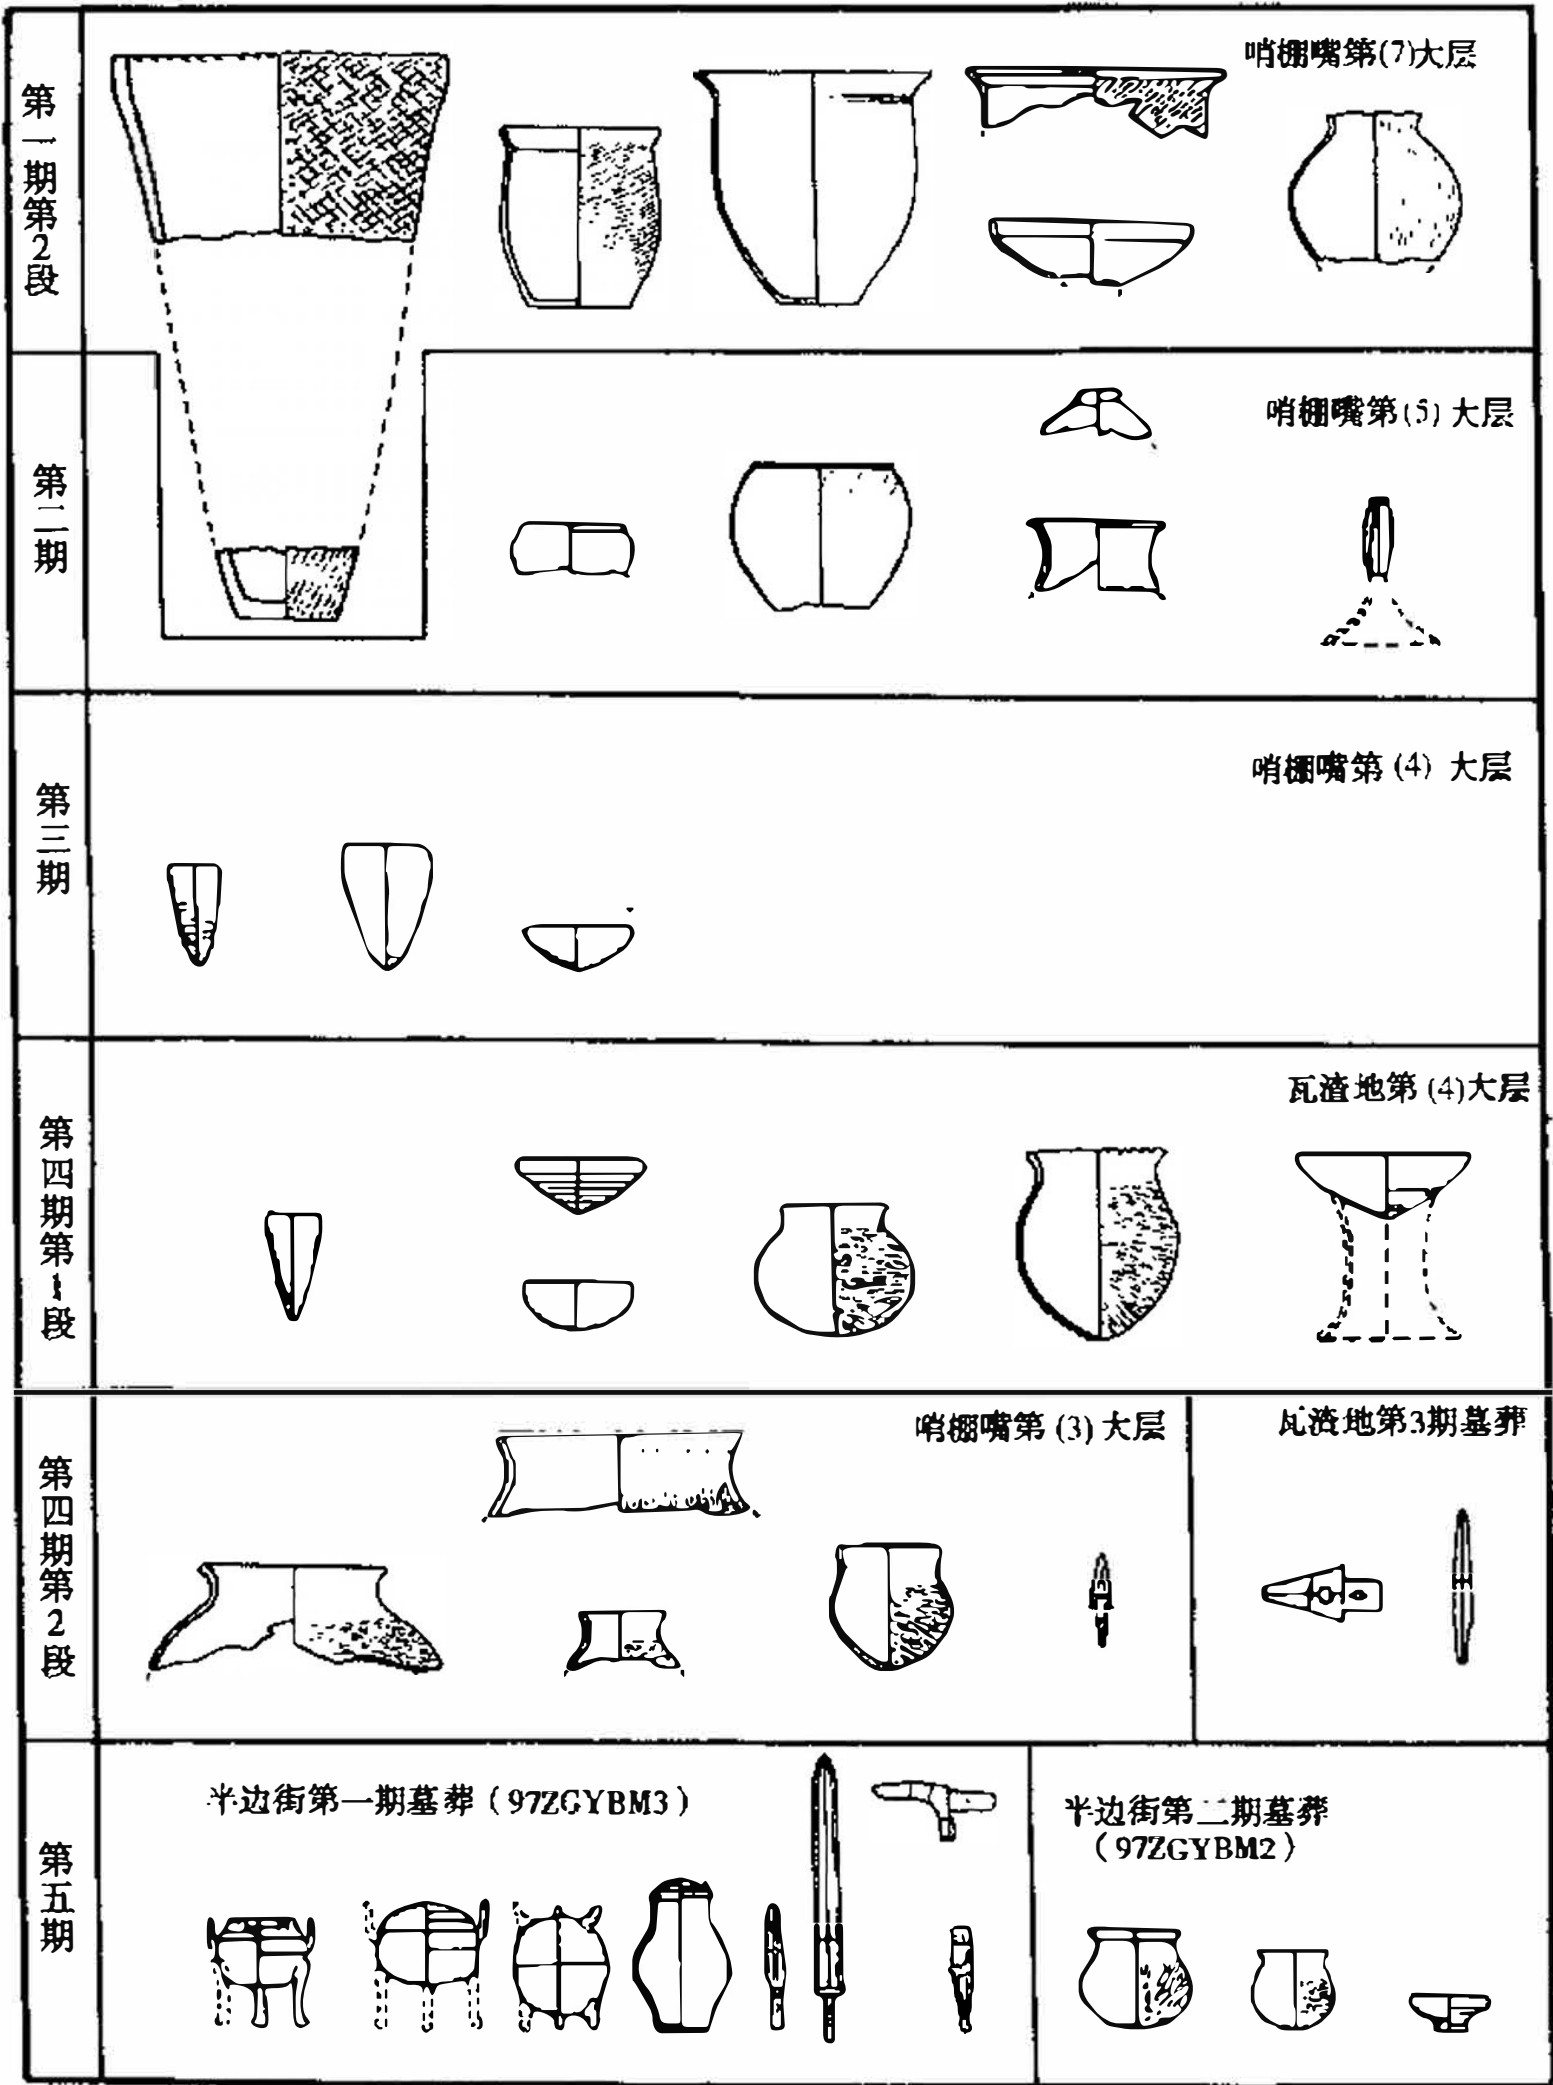 第一期第2段
哨棚嘴第(7)大层
第二期
哨棚嘴第(5)大层
第三期
哨棚嘴第(4)大层
第四期第1段
瓦渣地第(4)大层
第四期第2段
哨棚嘴第(3)大层
瓦渣地第3期墓葬
第五期
半边街第一期墓葬(97ZGYBM3)
半边街第二期墓葬
(97ZGYBM2)